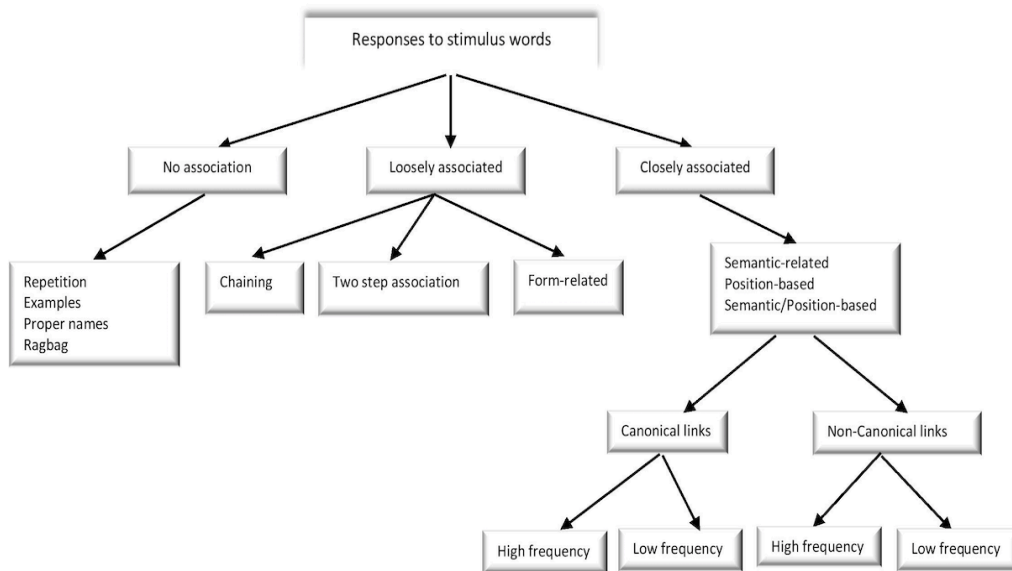 Responses to stimulus words
No association
Loosely associated
Closely associated
Repetition
Examples
Proper names
Ragbag
Chaining
Two step association
Form-related
Semantic-related
Position-based
Semantic/Position-based
Canonical links
Non-Canonical links
High frequency
Low frequency
High frequency
Low frequency